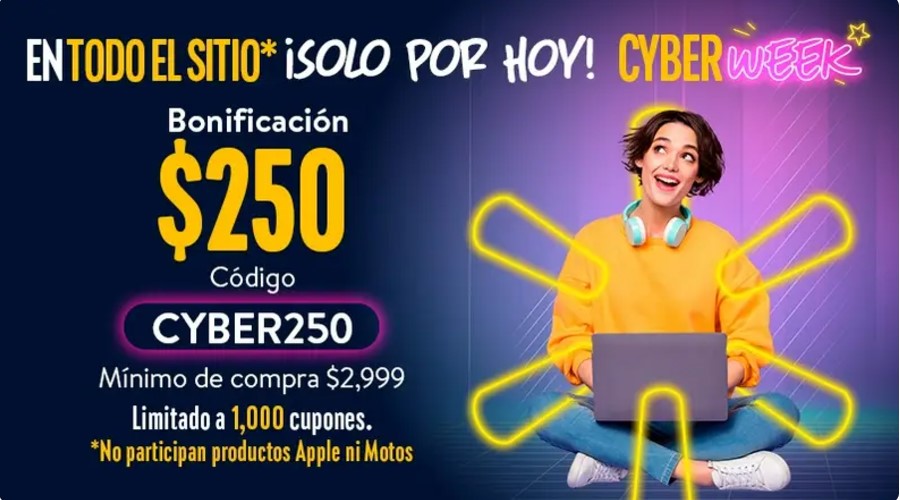 EN TODO EL SITIO* ¡SOLO POR HOY! CYBER WEEK
Bonificación
$250
Código
CYBER250
Mínimo de compra $2,999
Limitado a 1,000 cupones.
*No participan productos Apple ni Motos